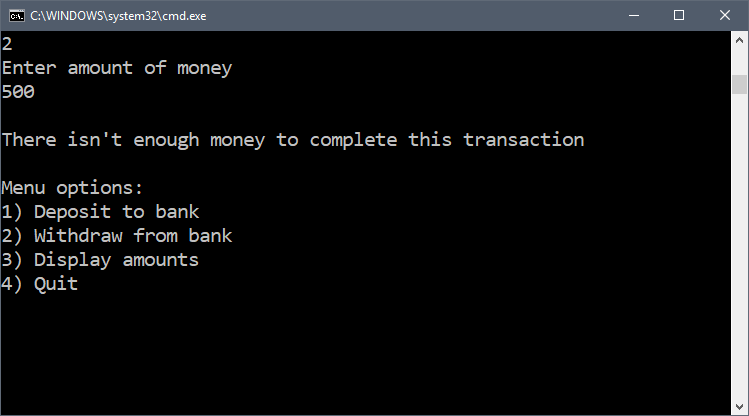 C:\WINDOWS\system32\cmd.exe
2
Enter amount of money
500
There isn't enough money to complete this transaction
Menu options:
1) Deposit to bank
2) Withdraw from bank
3) Display amounts
4) Quit